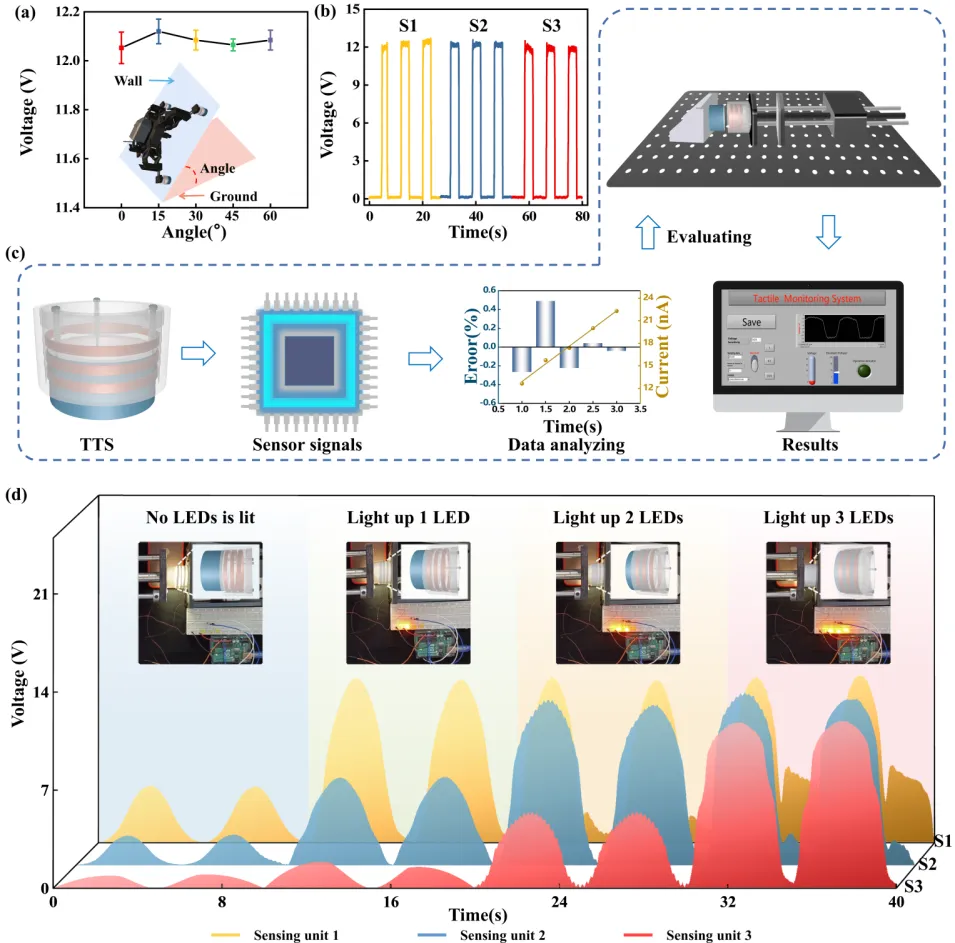 (a)
12.2
12.0
11.8
11.6
11.4
Voltage (V)
Wall
Angle
Ground
0 15 30 45 60
Angle(°)
(b)
15
12
9
6
3
0
Voltage (V)
S1 S2 S3
0 20 40 60 80
Time(s)
Evaluating
(c)
TTS
Sensor signals
0.6
0.4
0.2
0.0
-0.2
-0.4
-0.6
Eroor(%)
24
21
18
15
12
Current (nA)
0.5 1.0 1.5 2.0 2.5 3.0 3.5
Time(s)
Data analyzing
Tactile Monitoring System
Save
Results
(d)
No LEDs is lit
Light up 1 LED
Light up 2 LEDs
Light up 3 LEDs
21
14
7
0
Voltage (V)
S1
S2
S3
0 8 16 24 32 40
Time(s)
Sensing unit 1
Sensing unit 2
Sensing unit 3